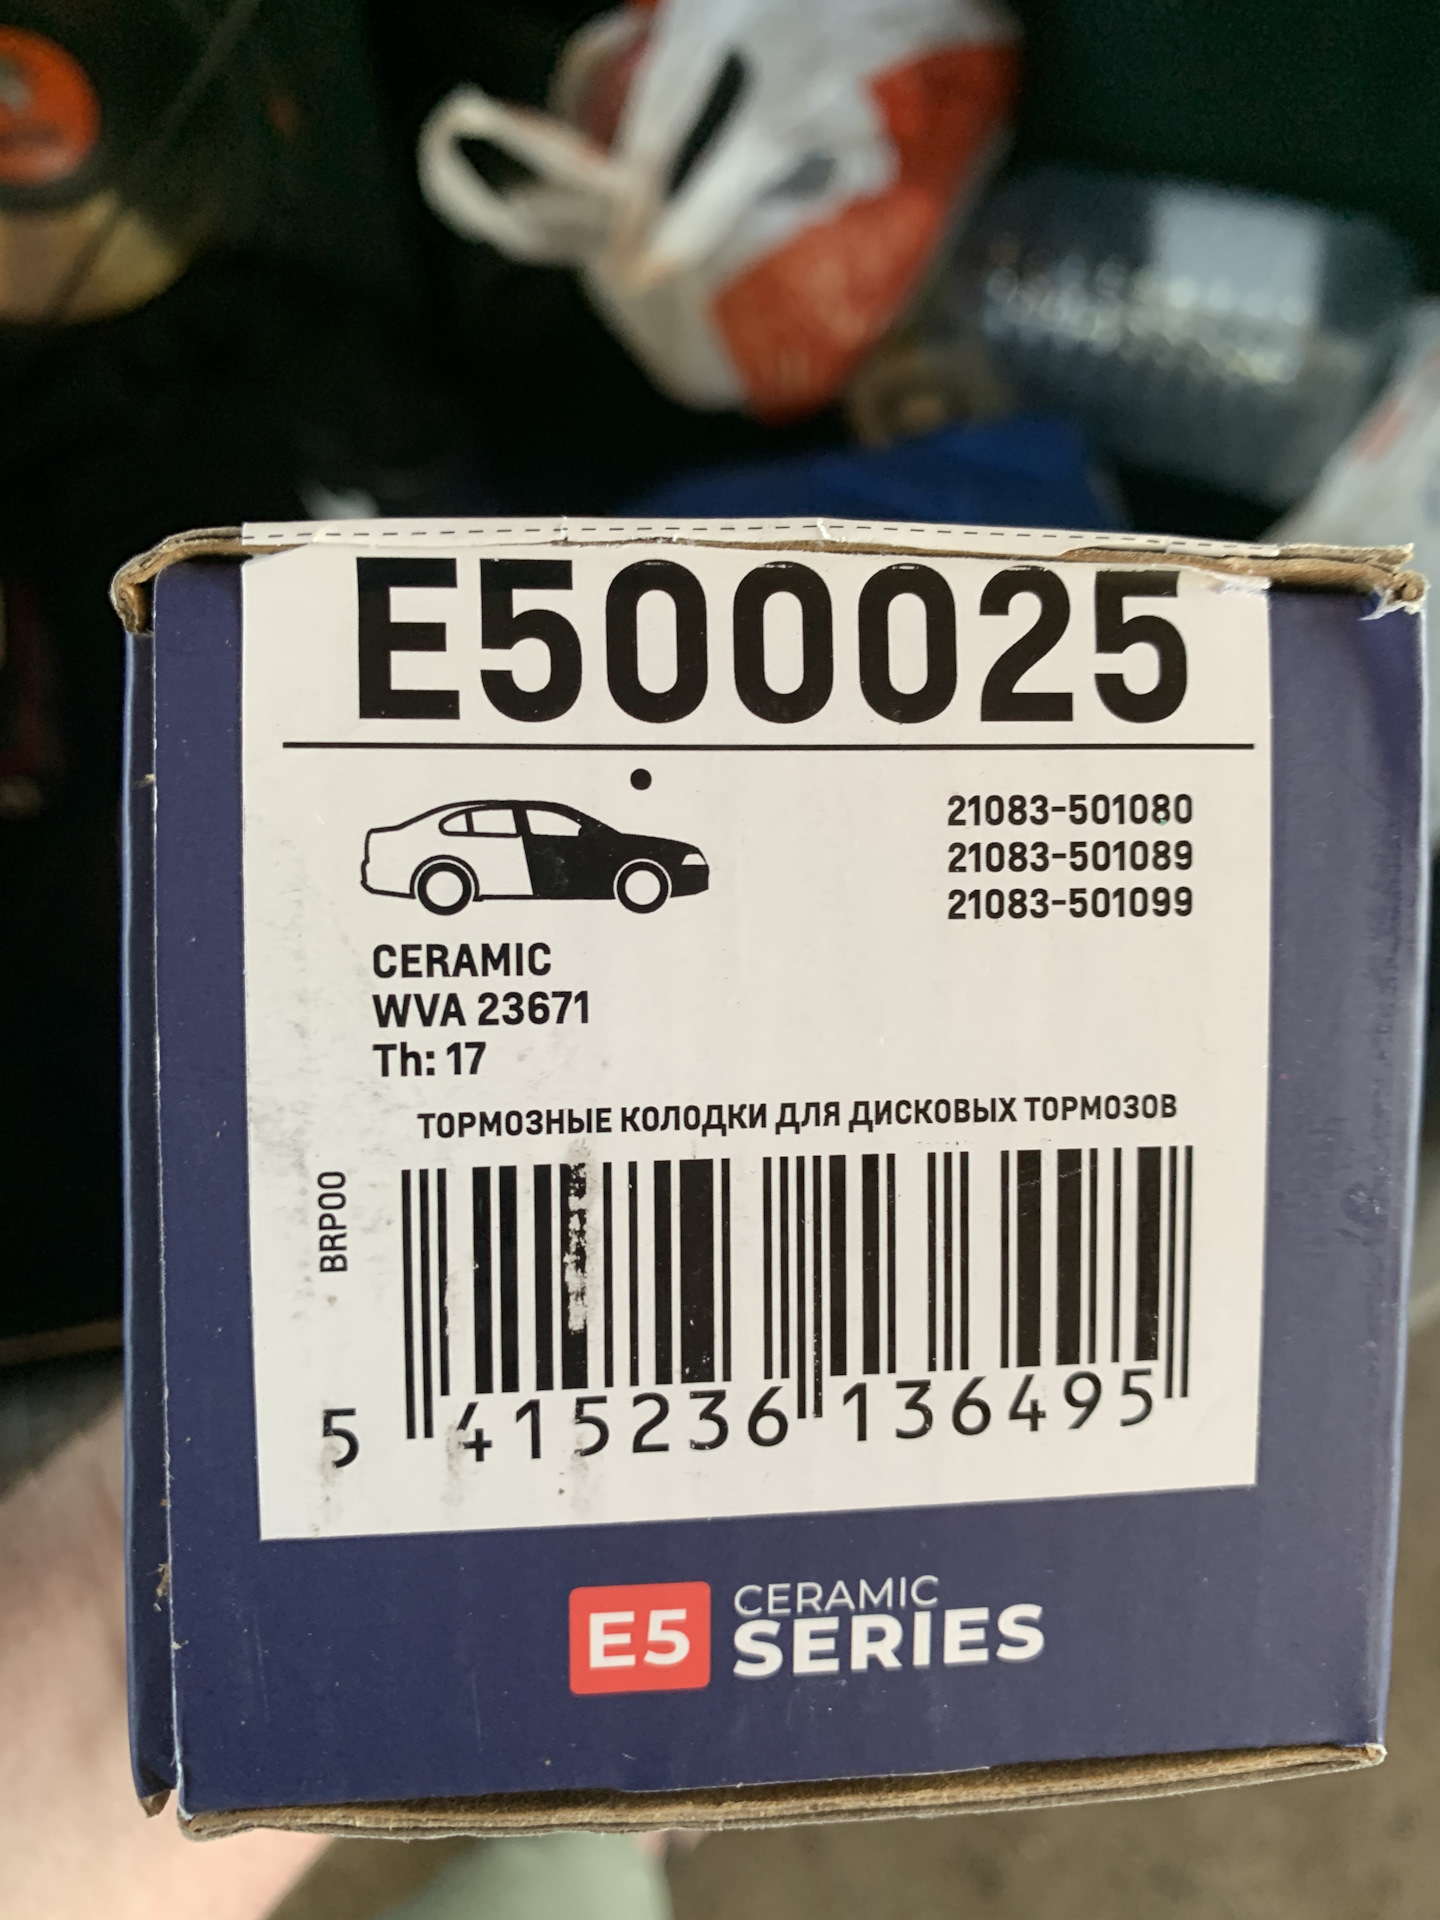 E500025
21083-501080
21083-501089
21083-501099
CERAMIC
WVA 23671
Th: 17
ТОРМОЗНЫЕ КОЛОДКИ ДЛЯ ДИСКОВЫХ ТОРМОЗОВ
BRP00
5 415236 136495
E5 CERAMIC
SERIES